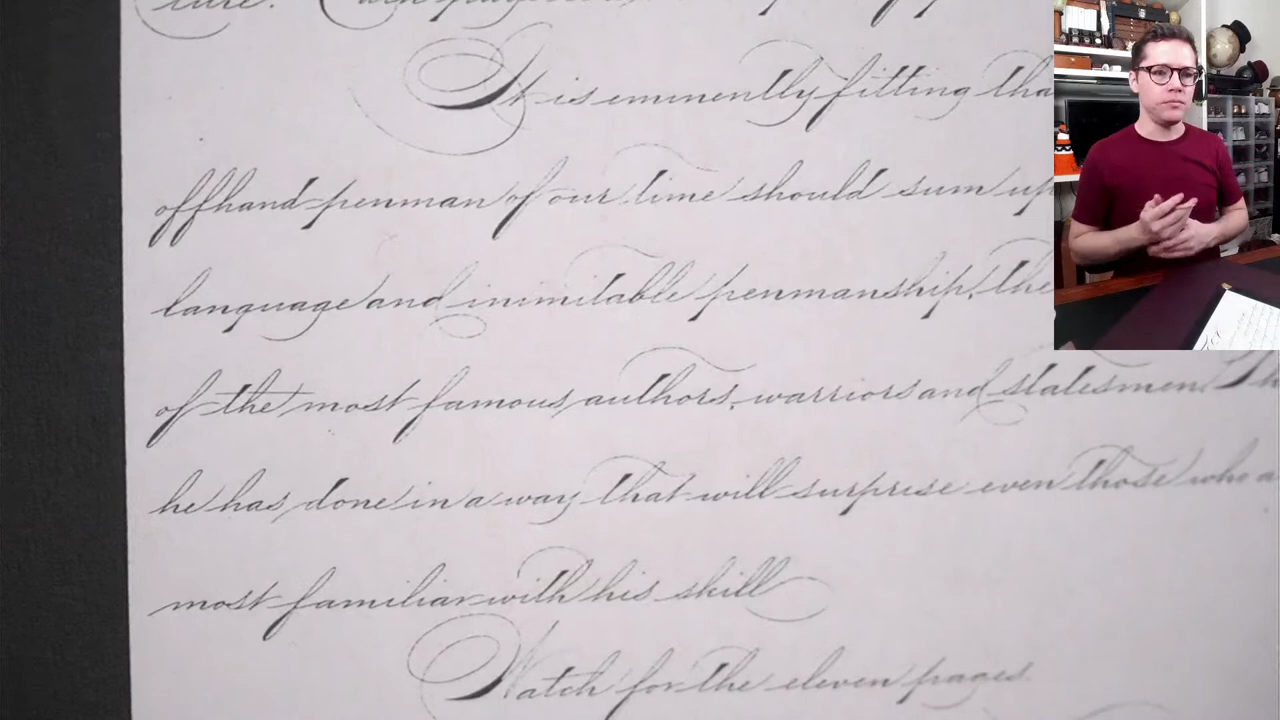 It is eminently fitting tha
offhand penman of our time should sum up
language and inimitable penmanship, the
of the most famous authors, warriors and statesmen. Th
he has done in a way that will surprise even those who a
most familiar with his skill
Watch for the eleven pages